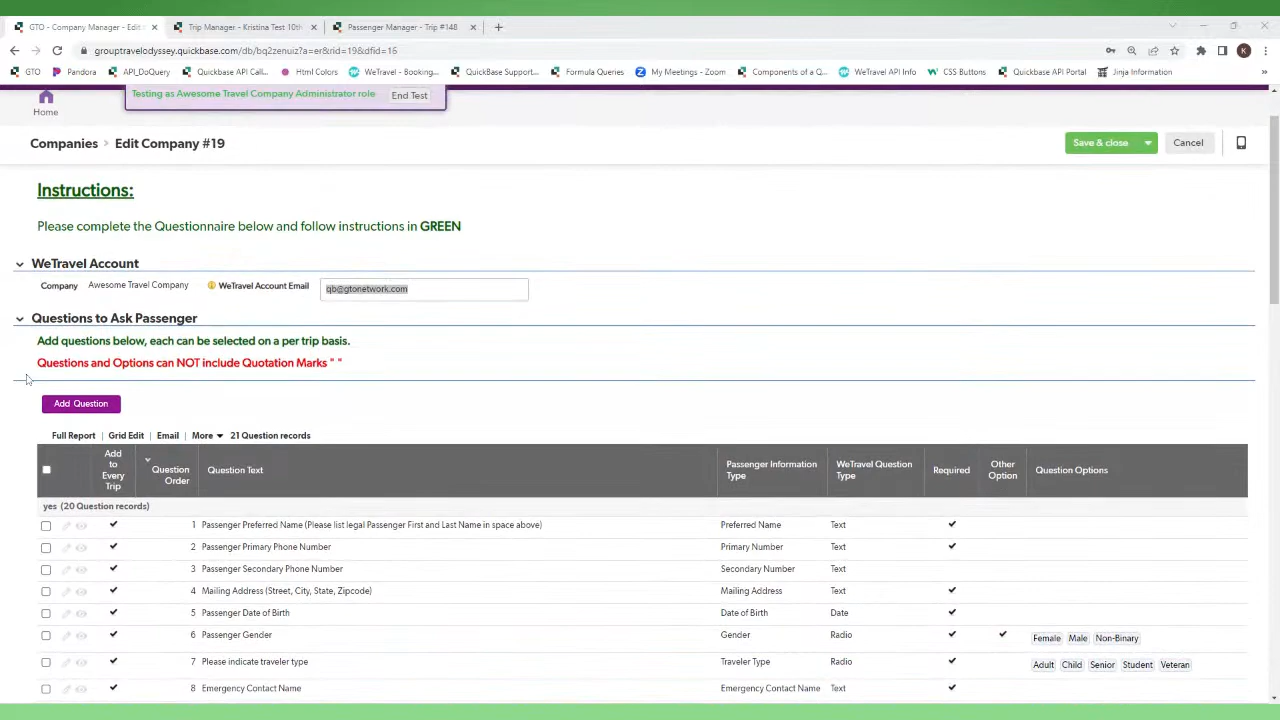 GTO - Company Manager - Edit
Trip Manager - Kristina Test 10th
Passenger Manager - Trip #148
grouptravelodyssey.quickbase.com/db/bq2zenuiz?a=er&rid=19&dfid=16
K
GTO
Pandora
API_DoQuery
Quickbase API Call...
Html Colors
WeTravel - Booking...
QuickBase Support...
Formula Queries
My Meetings - Zoom
Components of a Q...
WeTravel API Info
CSS Buttons
Quickbase API Portal
Jinja Information
»
Home
Testing as Awesome Travel Company Administrator role
End Test
Companies > Edit Company #19
Save & close
Cancel
Instructions:
Please complete the Questionnaire below and follow instructions in GREEN
WeTravel Account
Company Awesome Travel Company WeTravel Account Email qb@gtonetwork.com
Questions to Ask Passenger
Add questions below, each can be selected on a per trip basis.
Questions and Options can NOT include Quotation Marks " "
Add Question
Full Report | Grid Edit | Email | More 21 Question records
Add to Every Trip Question Order Question Text Passenger Information Type WeTravel Question Type Required Other Option Question Options
yes (20 Question records)
1 Passenger Preferred Name (Please list legal Passenger First and Last Name in space above) Preferred Name Text
2 Passenger Primary Phone Number Primary Number Text
3 Passenger Secondary Phone Number Secondary Number Text
4 Mailing Address (Street, City, State, Zipcode) Mailing Address Text
5 Passenger Date of Birth Date of Birth Date
6 Passenger Gender Gender Radio Female Male Non-Binary
7 Please indicate traveler type Traveler Type Radio Adult Child Senior Student Veteran
8 Emergency Contact Name Emergency Contact Name Text